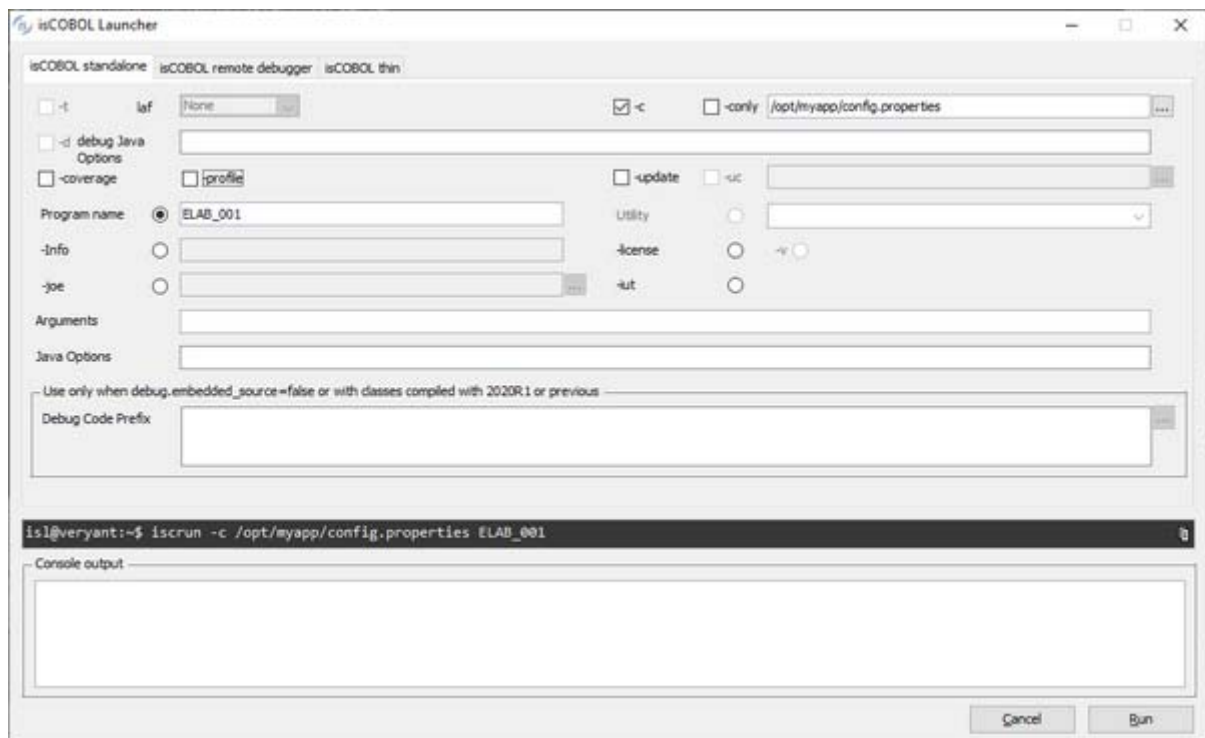 isCOBOL Launcher
isCOBOL standalone isCOBOL remote debugger isCOBOL thin
-t laf None -c -conly /opt/myapp/config.properties ...
-d debug Java
Options
-coverage -profile -update -uc ...
Program name ELAB_001 Utility
-Info -license -v
-joe ... -iut
Arguments
Java Options
Use only when debug.embedded_source=false or with classes compiled with 2020R1 or previous
Debug Code Prefix ...
isl@veryant:~$ iscrun -c /opt/myapp/config.properties ELAB_001
Console output
Cancel Run